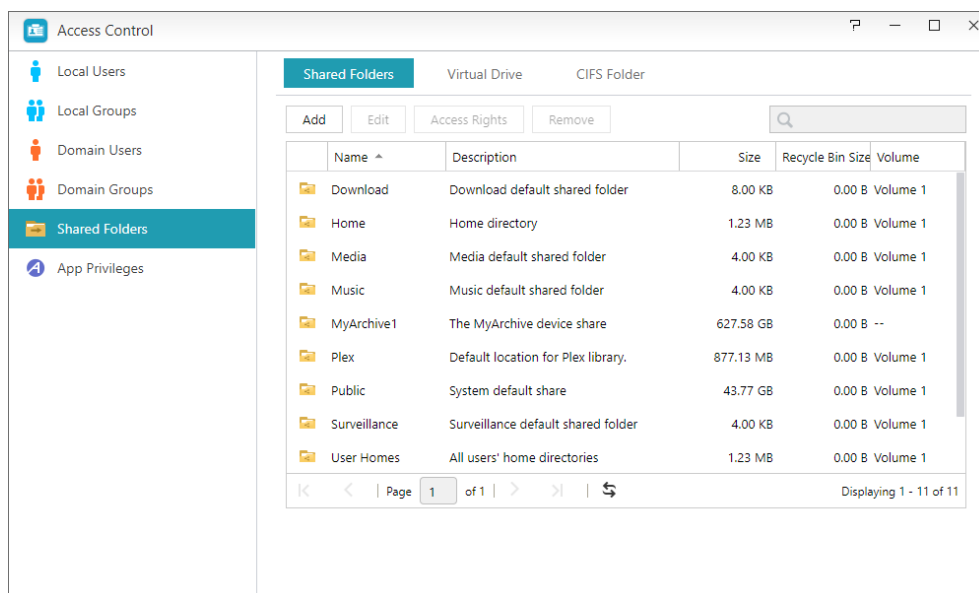 Access Control
Local Users
Local Groups
Domain Users
Domain Groups
Shared Folders
App Privileges
Shared Folders Virtual Drive CIFS Folder
Add Edit Access Rights Remove
Name Description Size Recycle Bin Size Volume
Download Download default shared folder 8.00 KB 0.00 B Volume 1
Home Home directory 1.23 MB 0.00 B Volume 1
Media Media default shared folder 4.00 KB 0.00 B Volume 1
Music Music default shared folder 4.00 KB 0.00 B Volume 1
MyArchive1 The MyArchive device share 627.58 GB 0.00 B --
Plex Default location for Plex library. 877.13 MB 0.00 B Volume 1
Public System default share 43.77 GB 0.00 B Volume 1
Surveillance Surveillance default shared folder 4.00 KB 0.00 B Volume 1
User Homes All users' home directories 1.23 MB 0.00 B Volume 1
Page 1 of 1 Displaying 1 - 11 of 11